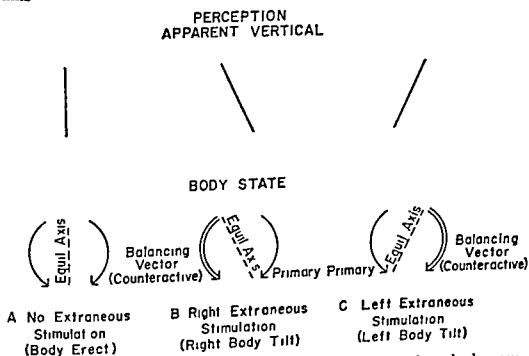 PERCEPTION
APPARENT VERTICAL
BODY STATE
Equil Axis
Equil Axis
Equil Axis
Balancing
Vector
(Counteractive)
Primary Primary
Balancing
Vector
(Counteractive)
A No Extraneous
Stimulation
(Body Erect)
B Right Extraneous
Stimulation
(Right Body Tilt)
C Left Extraneous
Stimulation
(Left Body Tilt)